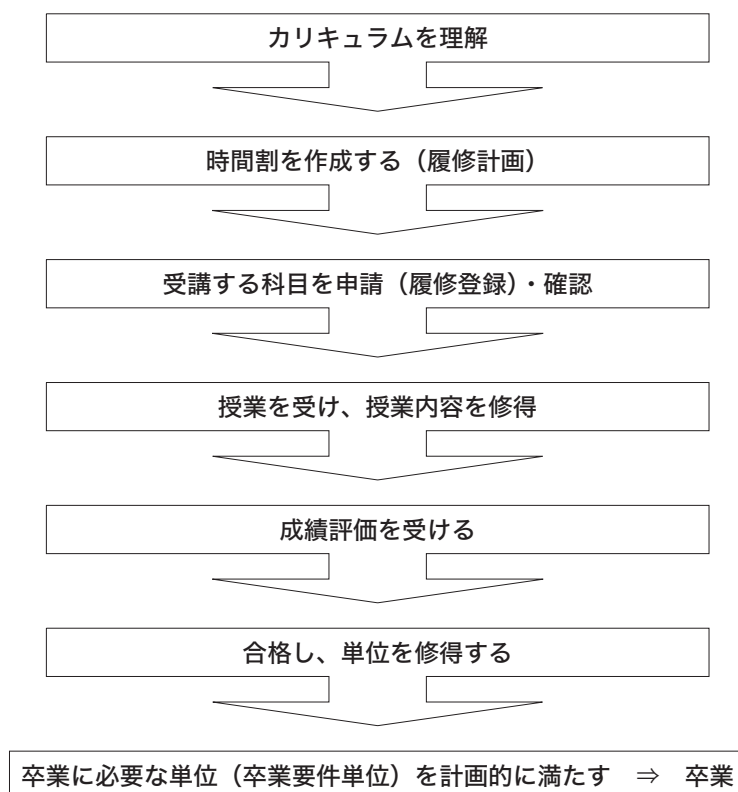 カリキュラムを理解
時間割を作成する（履修計画）
受講する科目を申請（履修登録）・確認
授業を受け、授業内容を修得
成績評価を受ける
合格し、単位を修得する
卒業に必要な単位（卒業要件単位）を計画的に満たす　⇒　卒業